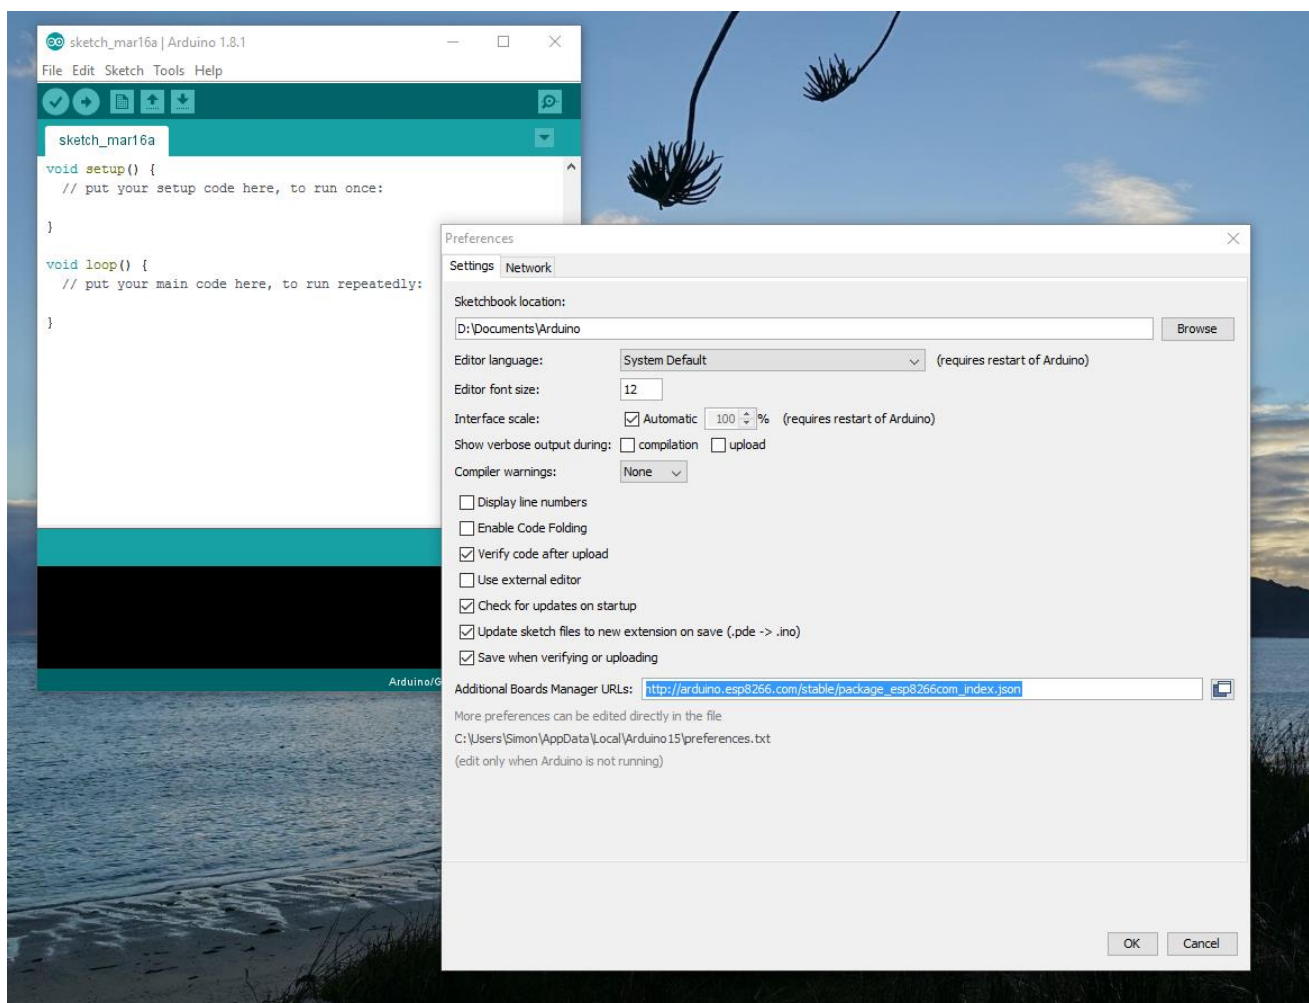 sketch_mar16a | Arduino 1.8.1
File Edit Sketch Tools Help
sketch_mar16a
void setup() {
// put your setup code here, to run once:
}
void loop() {
// put your main code here, to run repeatedly:
}
Arduino/G
Preferences
Settings Network
Sketchbook location:
D:\Documents\Arduino Browse
Editor language: System Default (requires restart of Arduino)
Editor font size: 12
Interface scale: Automatic 100 % (requires restart of Arduino)
Show verbose output during: compilation upload
Compiler warnings: None
Display line numbers
Enable Code Folding
Verify code after upload
Use external editor
Check for updates on startup
Update sketch files to new extension on save (.pde -> .ino)
Save when verifying or uploading
Additional Boards Manager URLs: http://arduino.esp8266.com/stable/package_esp8266com_index.json
More preferences can be edited directly in the file
C:\Users\Simon\AppData\Local\Arduino15\preferences.txt
(edit only when Arduino is not running)
OK Cancel